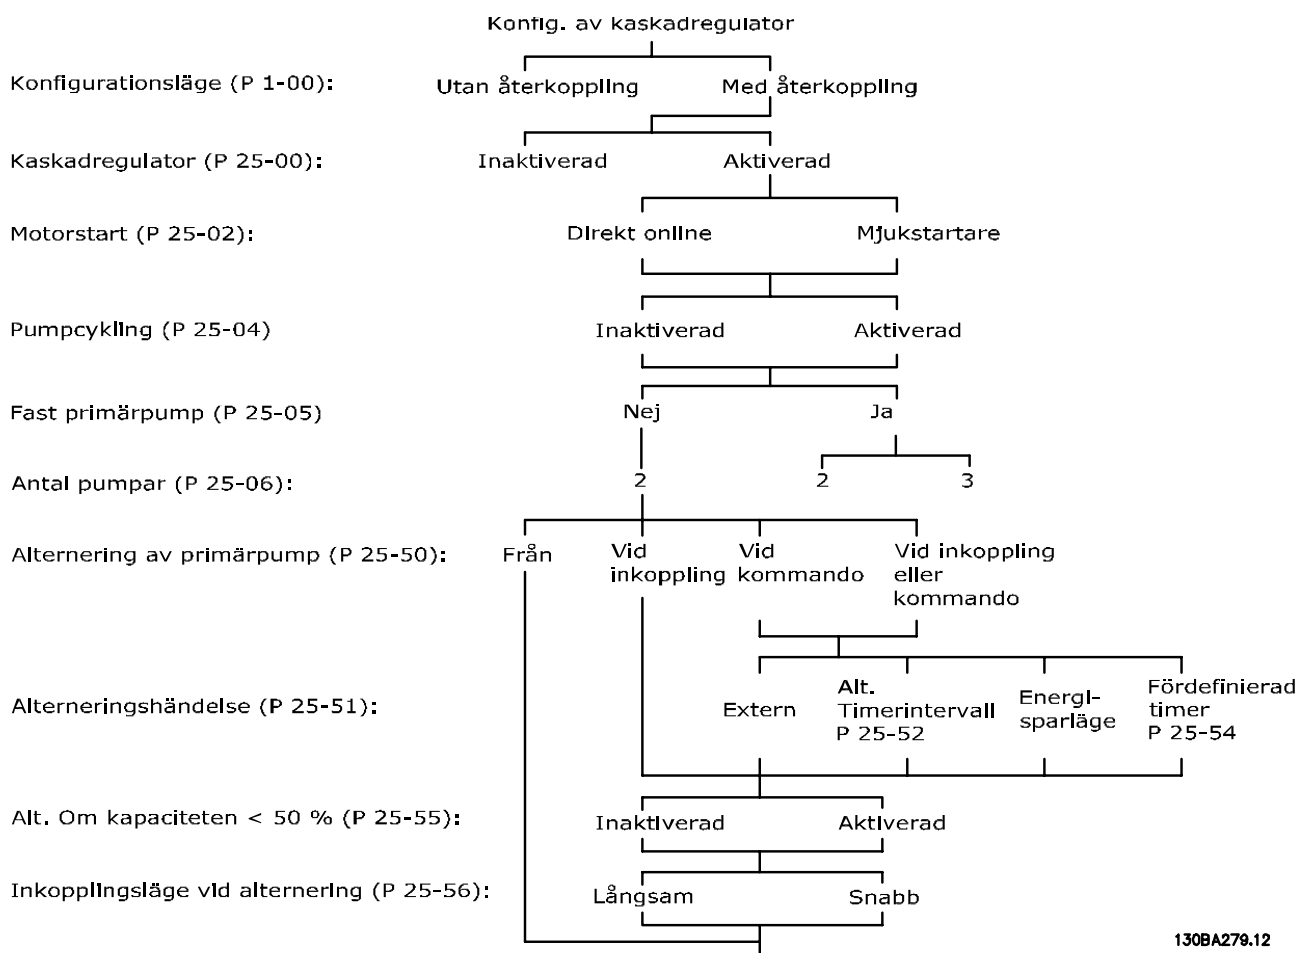 Konfig. av kaskadregulator
Konfigurationsläge (P 1-00):
Utan återkoppling
Med återkoppling
Kaskadregulator (P 25-00):
Inaktiverad
Aktiverad
Motorstart (P 25-02):
Direkt online
Mjukstartare
Pumpcykling (P 25-04)
Inaktiverad
Aktiverad
Fast primärpump (P 25-05)
Nej
Ja
Antal pumpar (P 25-06):
2
2
3
Alternering av primärpump (P 25-50):
Från
Vid
inkoppling
Vid
kommando
Vid inkoppling
eller
kommando
Alterneringshändelse (P 25-51):
Extern
Alt.
Timerintervall
P 25-52
Energi-
sparläge
Fördefinierad
timer
P 25-54
Alt. Om kapaciteten < 50 % (P 25-55):
Inaktiverad
Aktiverad
Inkopplingsläge vid alternering (P 25-56):
Långsam
Snabb
130BA279.12